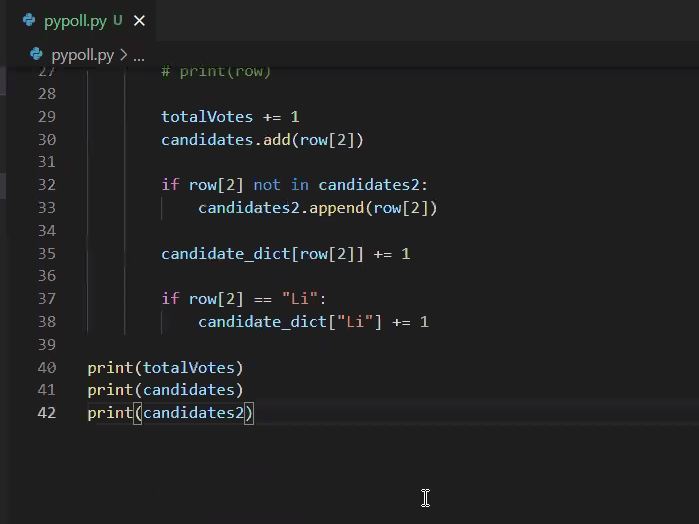 pypoll.py U ×
pypoll.py > ...
27 # print(row)
28
29 totalVotes += 1
30 candidates.add(row[2])
31
32 if row[2] not in candidates2:
33 candidates2.append(row[2])
34
35 candidate_dict[row[2]] += 1
36
37 if row[2] == "Li":
38 candidate_dict["Li"] += 1
39
40 print(totalVotes)
41 print(candidates)
42 print(candidates2)